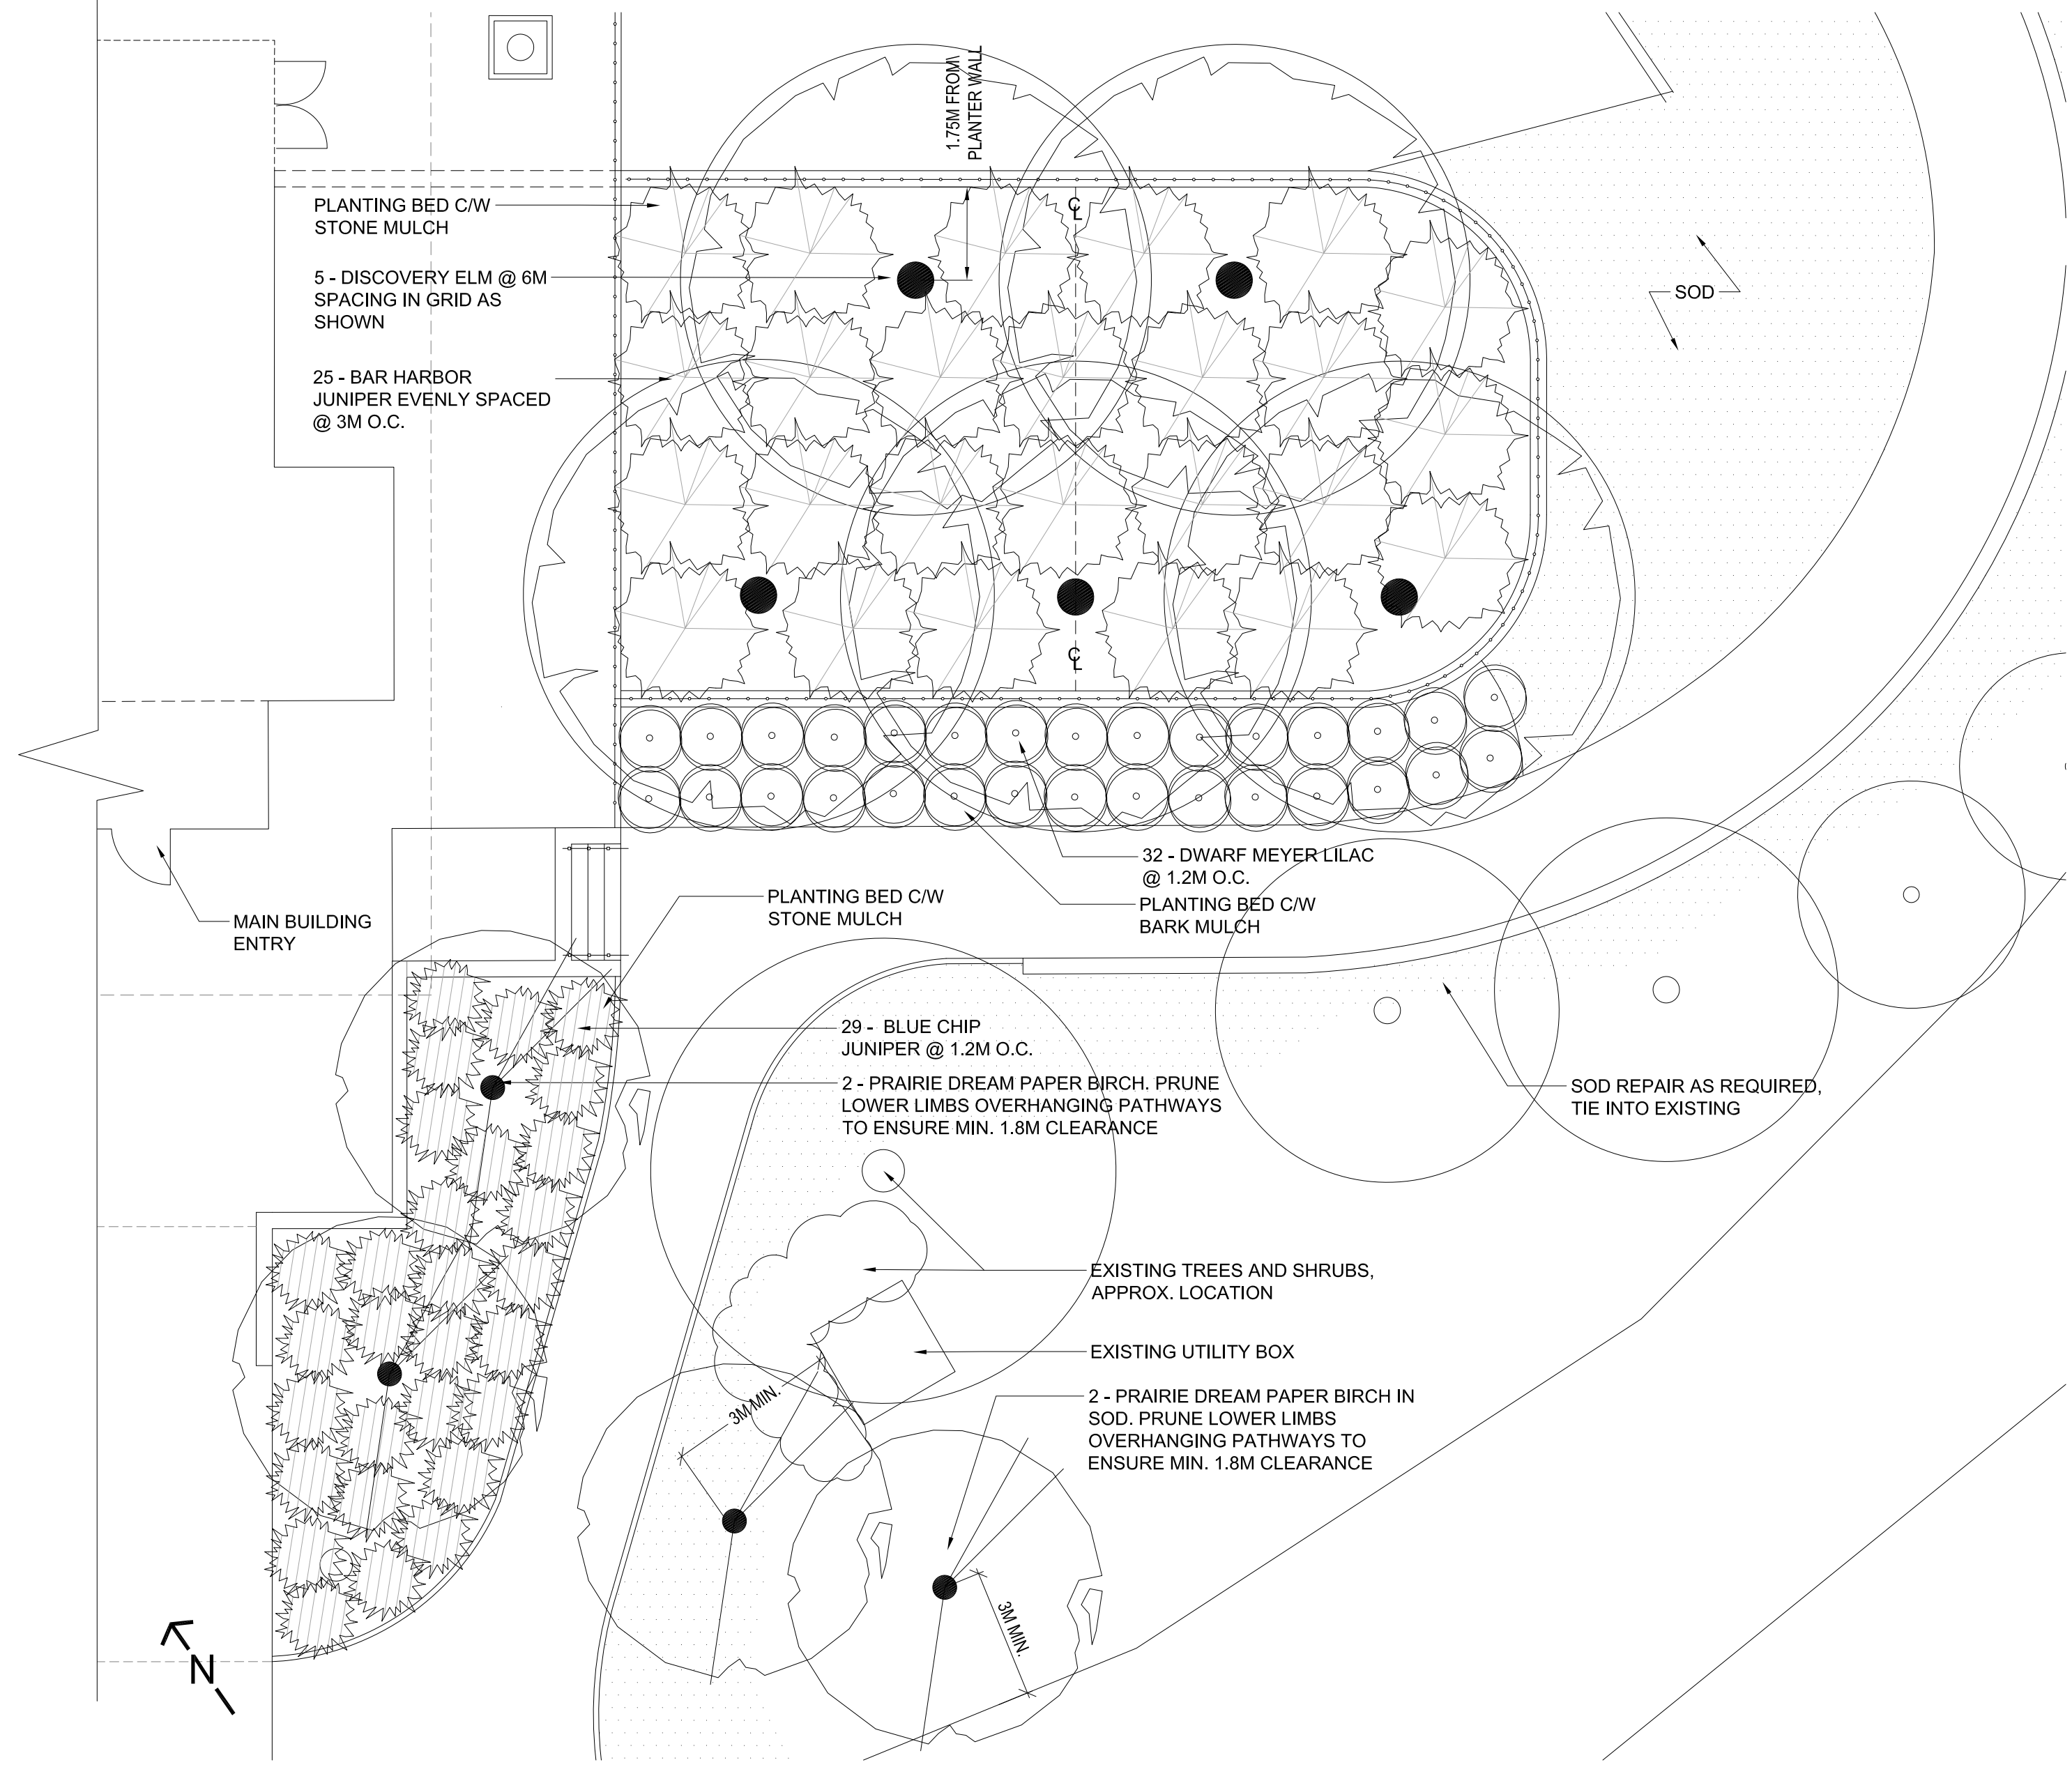 1.75M FROM
PLANTER WALL
PLANTING BED C/W
STONE MULCH
5 - DISCOVERY ELM @ 6M
SPACING IN GRID AS
SHOWN
25 - BAR HARBOR
JUNIPER EVENLY SPACED
@ 3M O.C.
CL
SOD
CL
32 - DWARF MEYER LILAC
@ 1.2M O.C.
PLANTING BED C/W
BARK MULCH
PLANTING BED C/W
STONE MULCH
MAIN BUILDING
ENTRY
29 - BLUE CHIP
JUNIPER @ 1.2M O.C.
2 - PRAIRIE DREAM PAPER BIRCH. PRUNE
LOWER LIMBS OVERHANGING PATHWAYS
TO ENSURE MIN. 1.8M CLEARANCE
SOD REPAIR AS REQUIRED,
TIE INTO EXISTING
EXISTING TREES AND SHRUBS,
APPROX. LOCATION
EXISTING UTILITY BOX
3M MIN.
2 - PRAIRIE DREAM PAPER BIRCH IN
SOD. PRUNE LOWER LIMBS
OVERHANGING PATHWAYS TO
ENSURE MIN. 1.8M CLEARANCE
3M MIN.
N